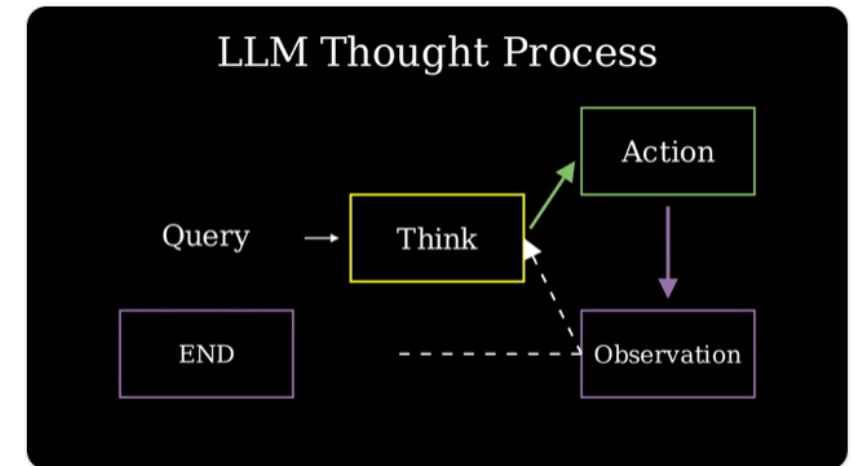 LLM Thought Process
Action
Query
Think
END
Observation